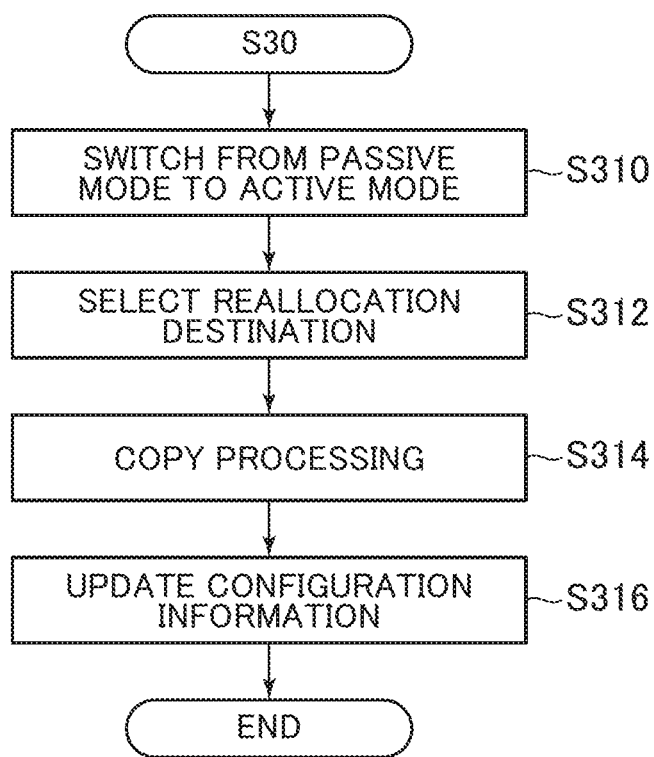 S30
SWITCH FROM PASSIVE
MODE TO ACTIVE MODE
S310
SELECT REALLOCATION
DESTINATION
S312
COPY PROCESSING
S314
UPDATE CONFIGURATION
INFORMATION
S316
END